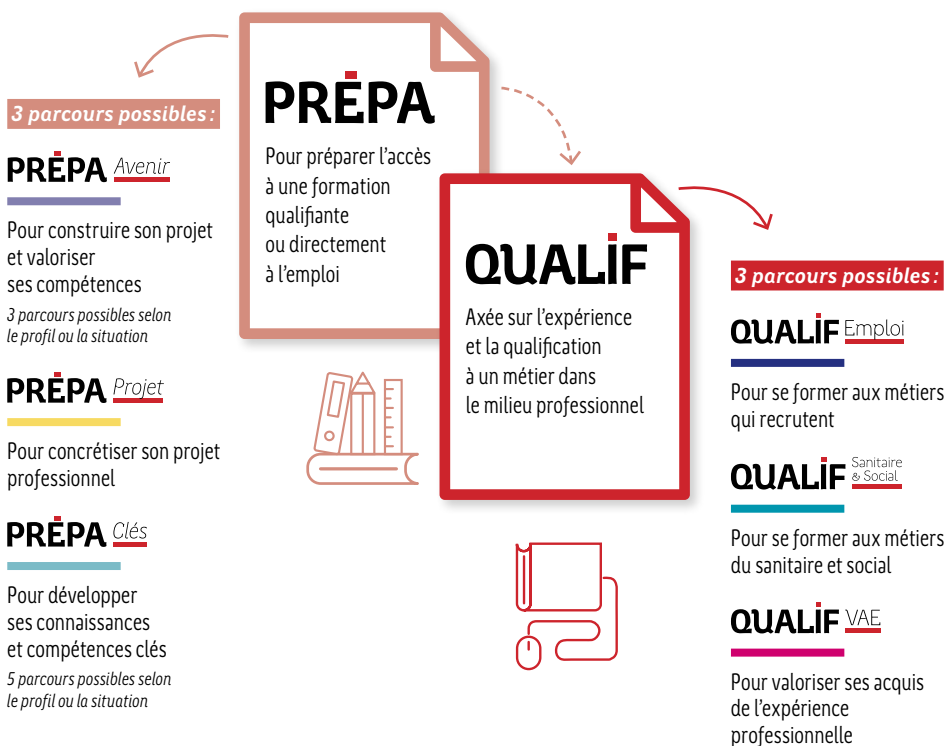 PRÉPA
Pour préparer l'accès
à une formation
qualifiante
ou directement
à l'emploi
3 parcours possibles :
PRÉPA Avenir
Pour construire son projet
et valoriser
ses compétences
3 parcours possibles selon
le profil ou la situation
PRÉPA Projet
Pour concrétiser son projet
professionnel
PRÉPA Clés
Pour développer
ses connaissances
et compétences clés
5 parcours possibles selon
le profil ou la situation
QUALIF
Axée sur l'expérience
et la qualification
à un métier dans
le milieu professionnel
3 parcours possibles :
QUALIF Emploi
Pour se former aux métiers
qui recrutent
QUALIF Sanitaire
& Social
Pour se former aux métiers
du sanitaire et social
QUALIF VAE
Pour valoriser ses acquis
de l'expérience
professionnelle